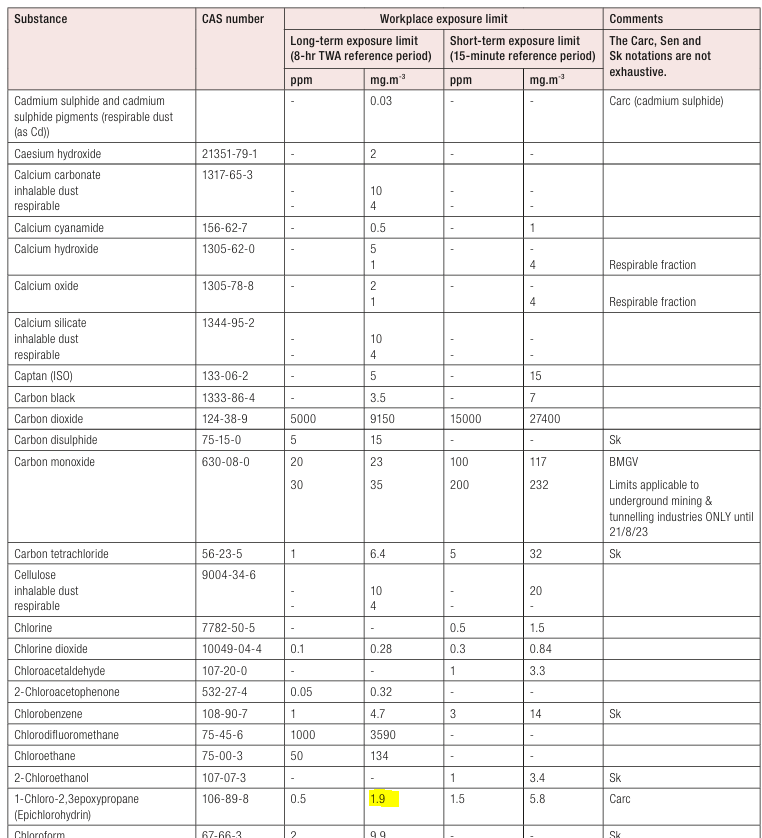 Substance CAS number Workplace exposure limit Comments
Long-term exposure limit (8-hr TWA reference period) Short-term exposure limit (15-minute reference period) The Carc, Sen and Sk notations are not exhaustive.
ppm mg.m-3 ppm mg.m-3
Cadmium sulphide and cadmium - 0.03 - - Carc (cadmium sulphide)
sulphide pigments (respirable dust
(as Cd))
Caesium hydroxide 21351-79-1 - 2 - -
Calcium carbonate 1317-65-3
inhalable dust - 10 - -
respirable - 4 - -
Calcium cyanamide 156-62-7 - 0.5 - 1
Calcium hydroxide 1305-62-0 - 5 - -
1 4 Respirable fraction
Calcium oxide 1305-78-8 - 2 - -
1 4 Respirable fraction
Calcium silicate 1344-95-2
inhalable dust - 10 - -
respirable - 4 - -
Captan (ISO) 133-06-2 - 5 - 15
Carbon black 1333-86-4 - 3.5 - 7
Carbon dioxide 124-38-9 5000 9150 15000 27400
Carbon disulphide 75-15-0 5 15 - - Sk
Carbon monoxide 630-08-0 20 23 100 117 BMGV
30 35 200 232 Limits applicable to
underground mining &
tunnelling industries ONLY until
21/8/23
Carbon tetrachloride 56-23-5 1 6.4 5 32 Sk
Cellulose 9004-34-6
inhalable dust - 10 - 20
respirable - 4 - -
Chlorine 7782-50-5 - - 0.5 1.5
Chlorine dioxide 10049-04-4 0.1 0.28 0.3 0.84
Chloroacetaldehyde 107-20-0 - - 1 3.3
2-Chloroacetophenone 532-27-4 0.05 0.32 - -
Chlorobenzene 108-90-7 1 4.7 3 14 Sk
Chlorodifluoromethane 75-45-6 1000 3590 - -
Chloroethane 75-00-3 50 134 - -
2-Chloroethanol 107-07-3 - - 1 3.4 Sk
1-Chloro-2,3epoxypropane 106-89-8 0.5 1.9 1.5 5.8 Carc
(Epichlorohydrin)
Chloroform 67-66-3 2 9.9 - - Sk